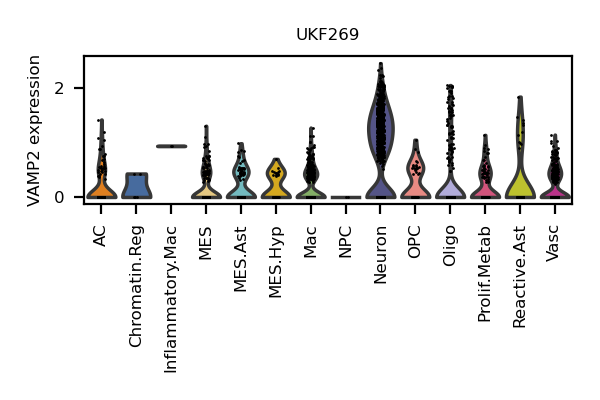 UKF269
VAMP2 expression
2
0
AC
Chromatin.Reg
Inflammatory.Mac
MES
MES.Ast
MES.Hyp
Mac
NPC
Neuron
OPC
Oligo
Prolif.Metab
Reactive.Ast
Vasc